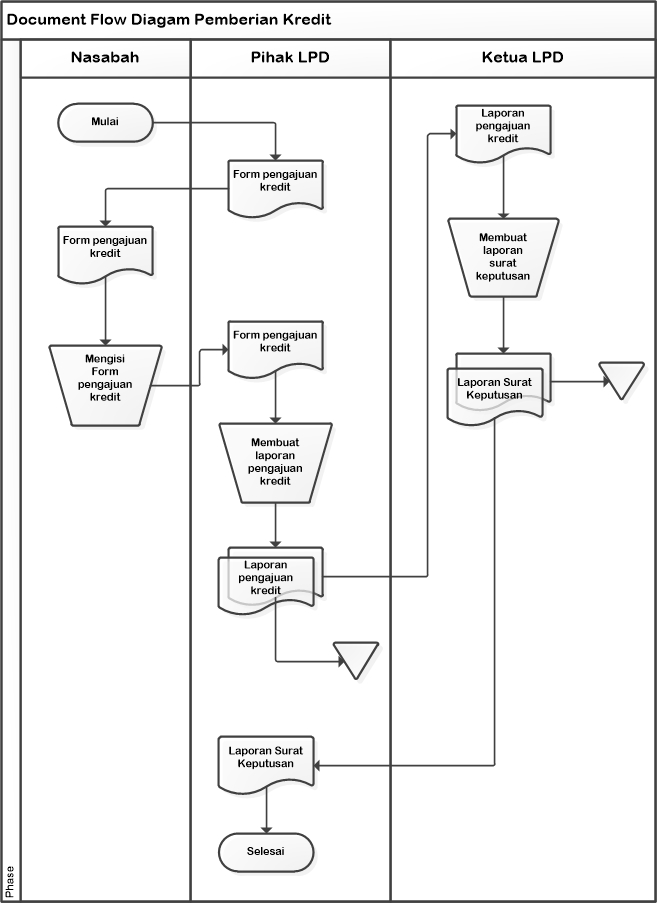 Document Flow Diagam Pemberian Kredit
Nasabah
Pihak LPD
Ketua LPD
Mulai
Form pengajuan
kredit
Form pengajuan
kredit
Mengisi
Form
pengajuan
kredit
Form pengajuan
kredit
Membuat
laporan
pengajuan
kredit
Laporan
pengajuan
kredit
Laporan
pengajuan
kredit
Membuat
laporan
surat
keputusan
Laporan Surat
Keputusan
Laporan Surat
Keputusan
Selesai
Phase